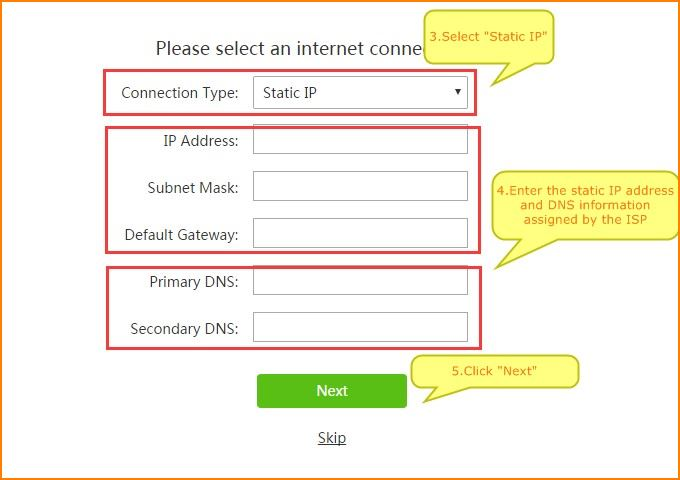 Please select an internet conne
3.Select "Static IP"
Connection Type:
Static IP
IP Address:
Subnet Mask:
4.Enter the static IP address
and DNS information
assigned by the ISP
Default Gateway:
Primary DNS:
Secondary DNS:
5.Click "Next"
Next
Skip